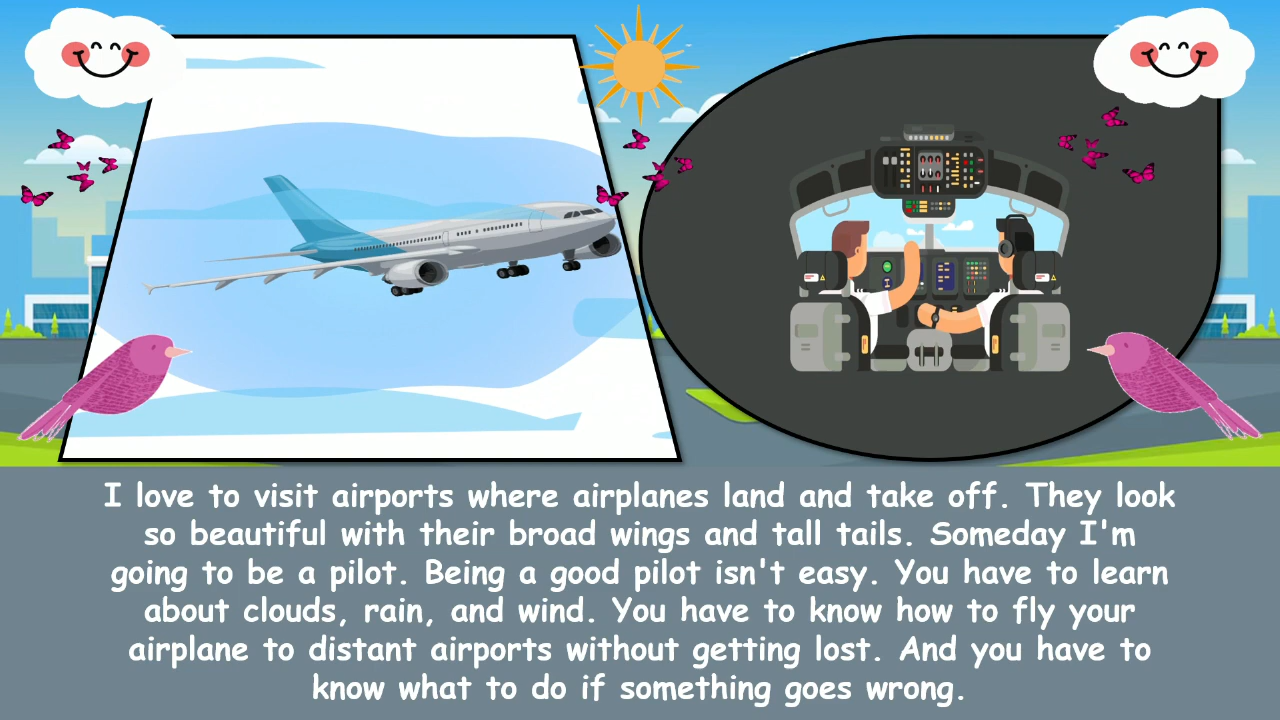 I love to visit airports where airplanes land and take off. They look
so beautiful with their broad wings and tall tails. Someday I'm
going to be a pilot. Being a good pilot isn't easy. You have to learn
about clouds, rain, and wind. You have to know how to fly your
airplane to distant airports without getting lost. And you have to
know what to do if something goes wrong.